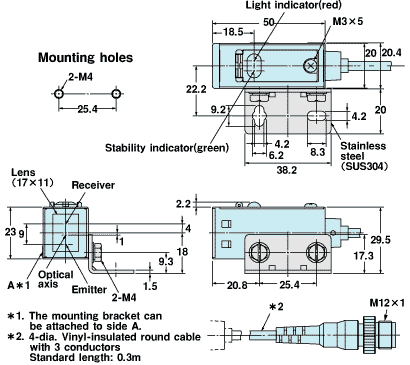 Light indicator(red)
50
18.5
M3×5
Mounting holes
2-M4
25.4
20
20.4
22.2
9.2
4.2
20
4.2
6.2
8.3
Stability indicator(green)
38.2
Stainless
steel
(SUS304)
Lens
(17×11)
Receiver
2.2
23
9
4
1
18
9.3
1.5
29.5
17.3
A*1
Optical
axis
Emitter
2-M4
20.8
25.4
*2
M12×1
*1. The mounting bracket can
be attached to side A.
*2. 4-dia. Vinyl-insulated round cable
with 3 conductors
Standard length: 0.3m